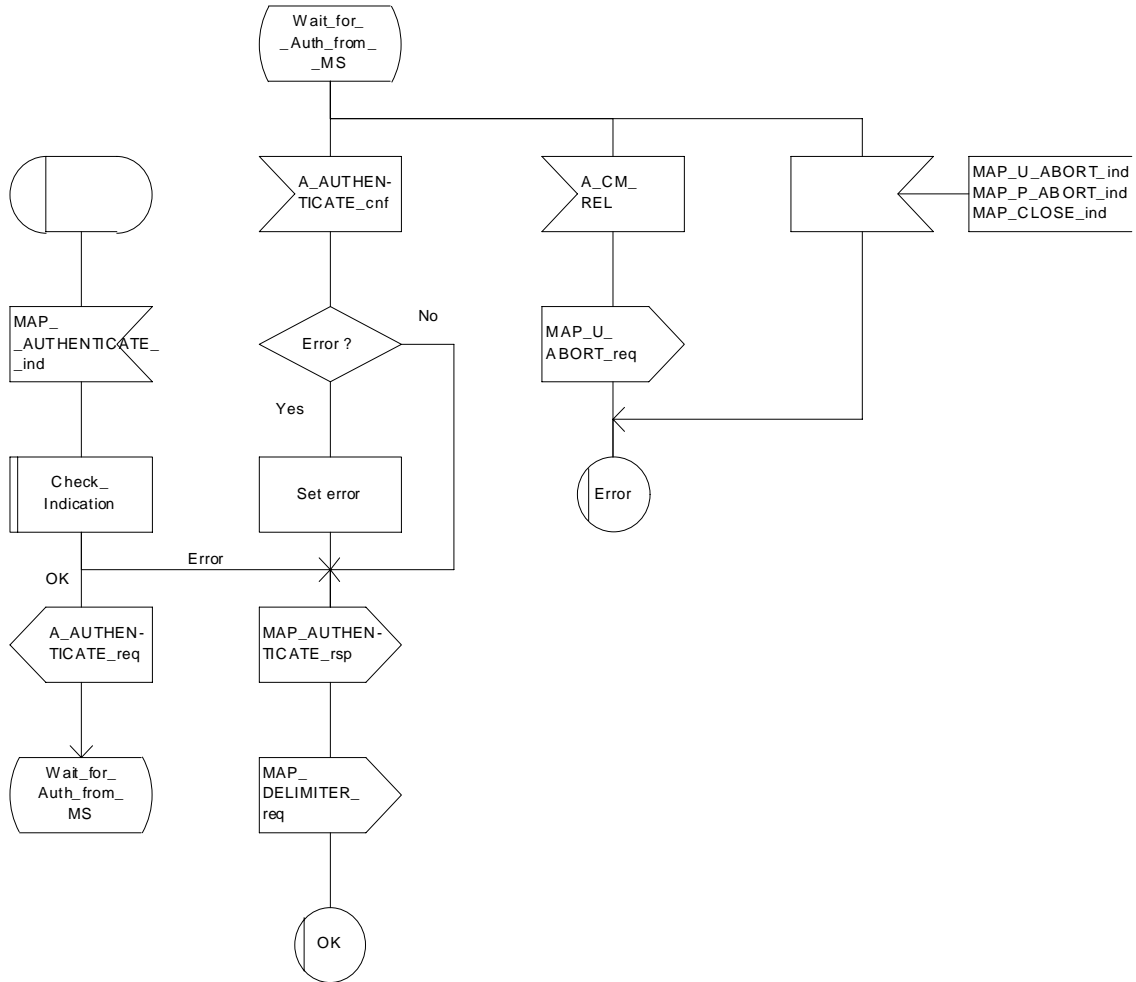 Wait_for_
_Auth_from_
_MS
A_AUTHEN-
TICATE_cnf
A_CM_
REL
MAP_U_ABORT_ind
MAP_P_ABORT_ind
MAP_CLOSE_ind
MAP_
_AUTHENTICATE_
_ind
Error ?
No
MAP_U_
ABORT_req
Yes
Check_
Indication
Set error
Error
Error
OK
A_AUTHEN-
TICATE_req
MAP_AUTHEN-
TICATE_rsp
Wait_for_
Auth_from_
MS
MAP_
DELIMITER_
req
OK